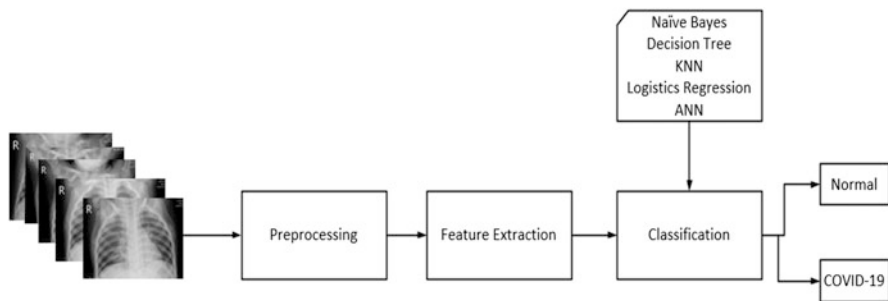 Naïve Bayes
Decision Tree
KNN
Logistics Regression
ANN
R
R
R
R
Preprocessing
Feature Extraction
Classification
Normal
COVID-19